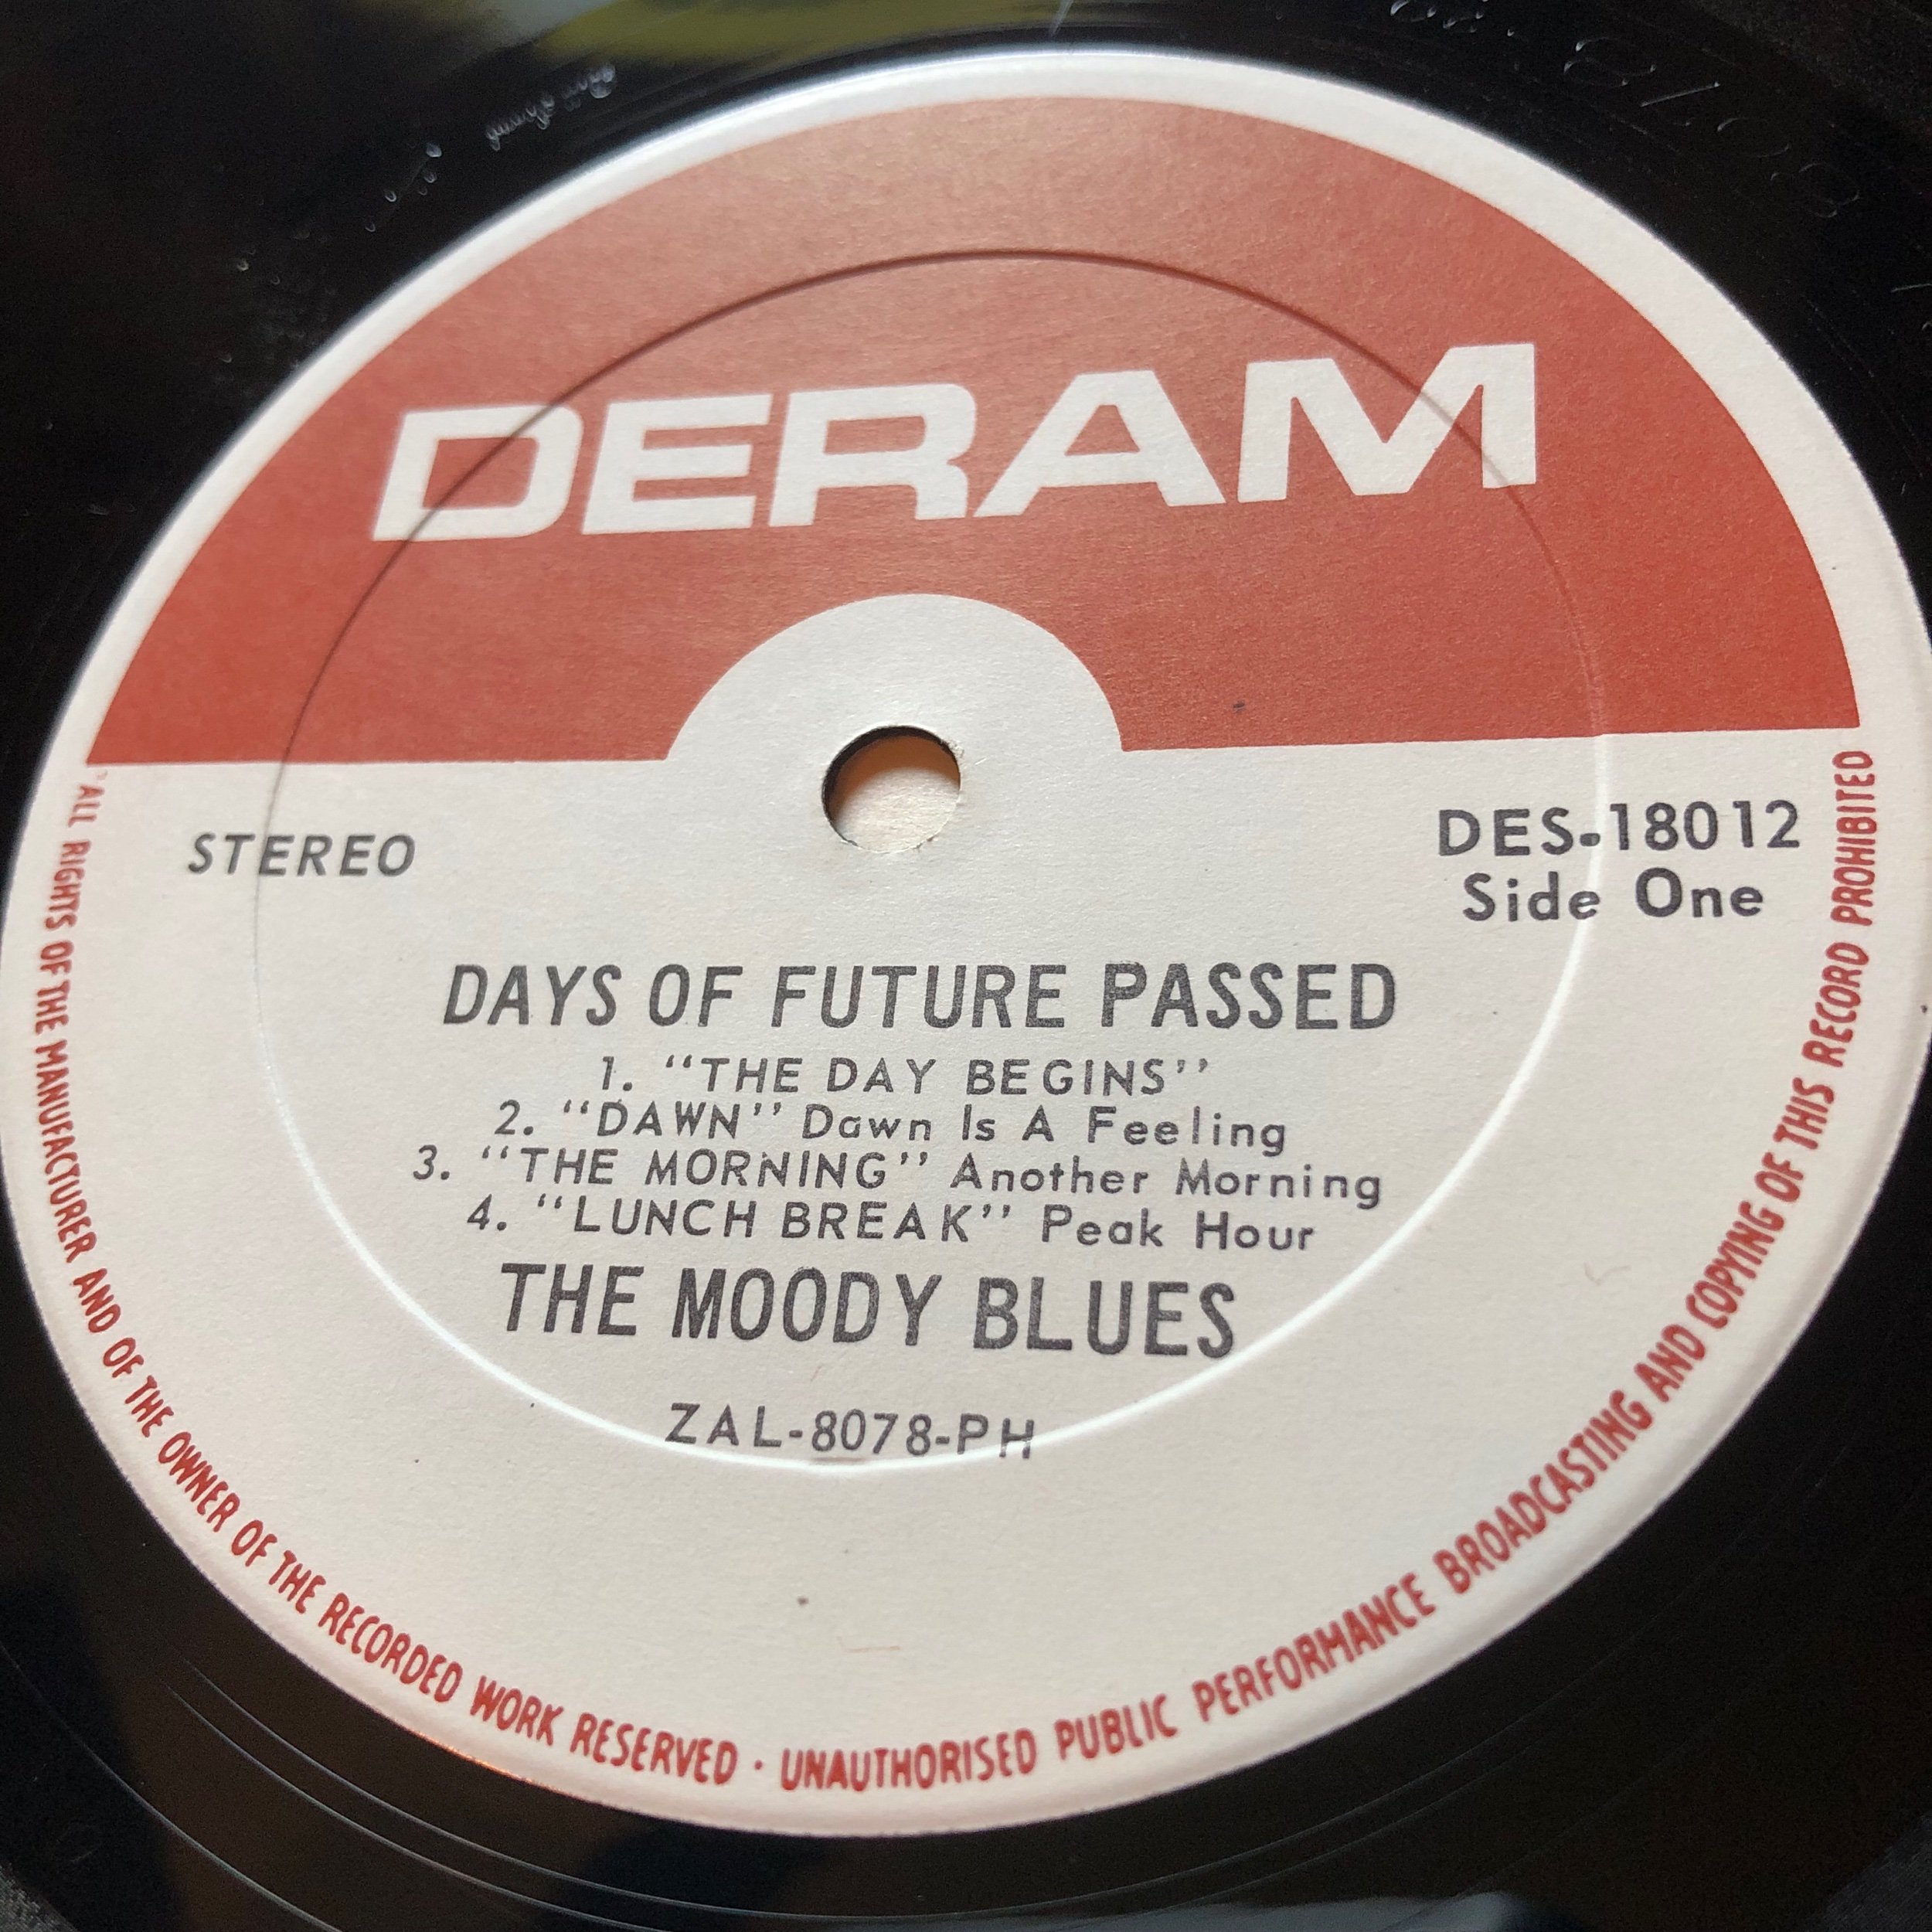 DERAM
STEREO
DES-18012
Side One
DAYS OF FUTURE PASSED
1. "THE DAY BEGINS"
2. "DAWN" Dawn Is A Feeling
3. "THE MORNING" Another Morning
4. "LUNCH BREAK" Peak Hour
THE MOODY BLUES
ZAL-8078-PH
ALL RIGHTS OF THE MANUFACTURER AND OF THE OWNER OF THE RECORDED WORK RESERVED · UNAUTHORISED PUBLIC PERFORMANCE BROADCASTING AND COPYING OF THIS RECORD PROHIBITED